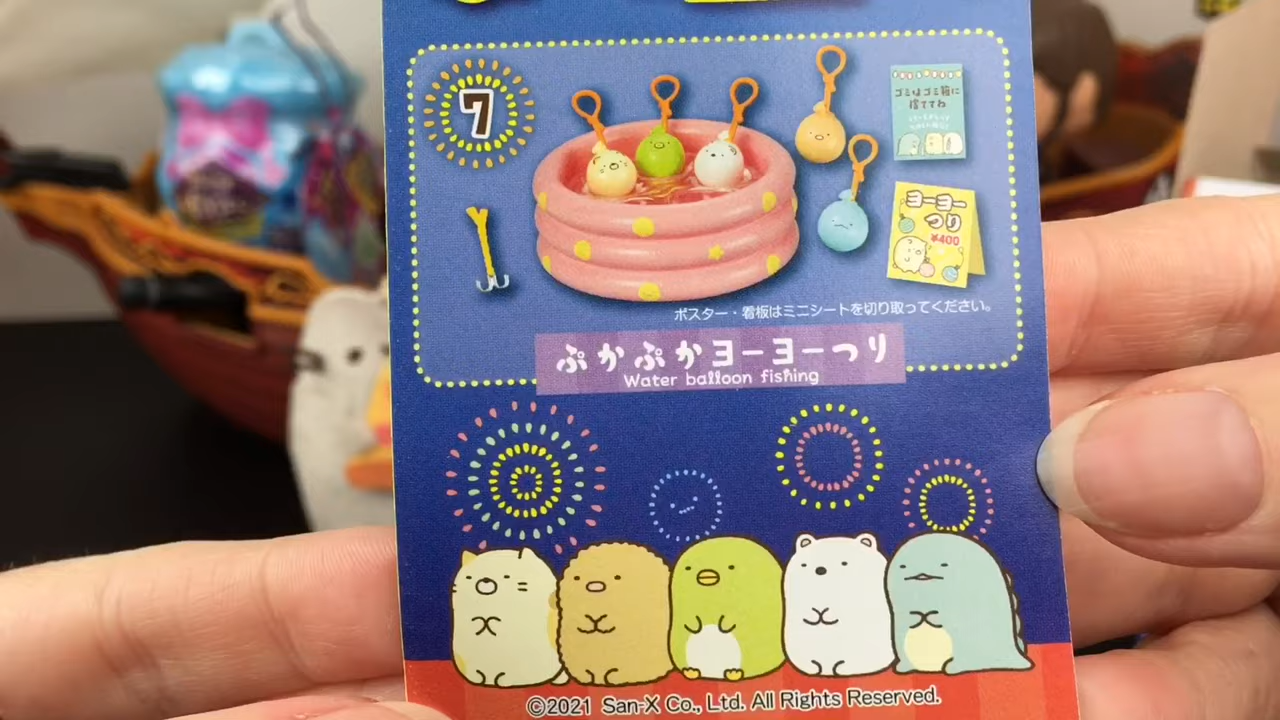 7
ゴミはゴミ箱に
捨ててね
ヨーヨー
つり
¥400
ポスター・看板はミニシートを切り取ってください。
ぷかぷかヨーヨーつり
Water balloon fishing
©2021 San-X Co., Ltd. All Rights Reserved.